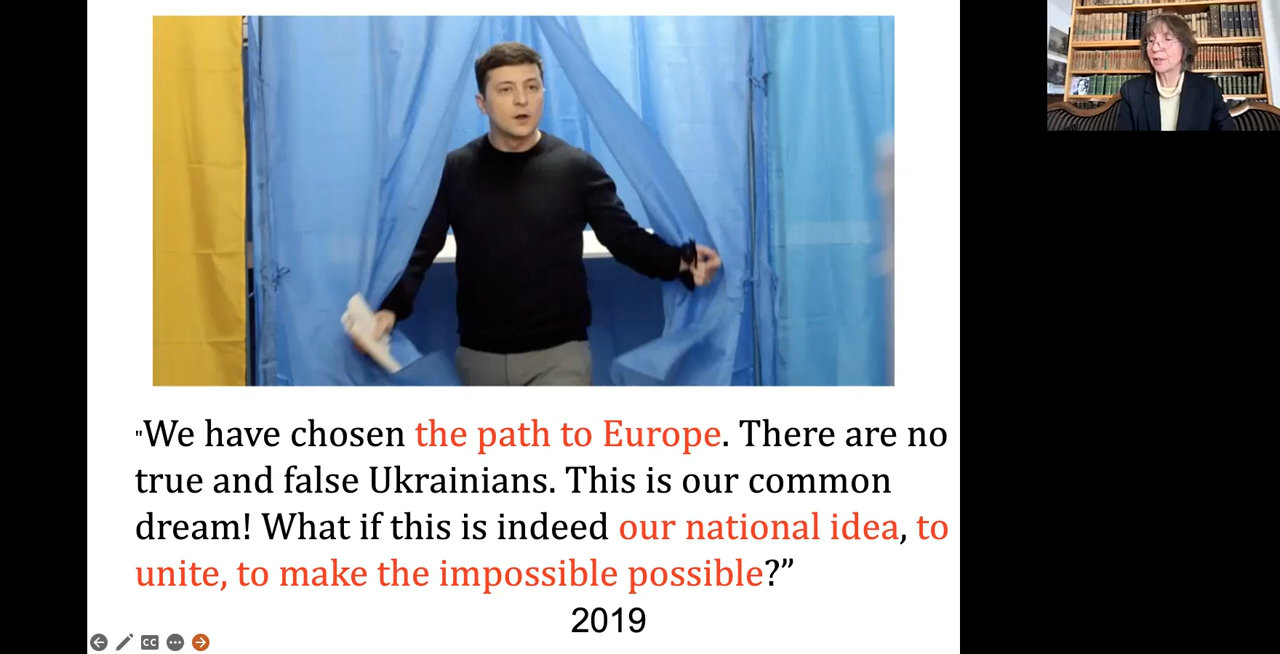 "We have chosen the path to Europe. There are no
true and false Ukrainians. This is our common
dream! What if this is indeed our national idea, to
unite, to make the impossible possible?”
2019
CC